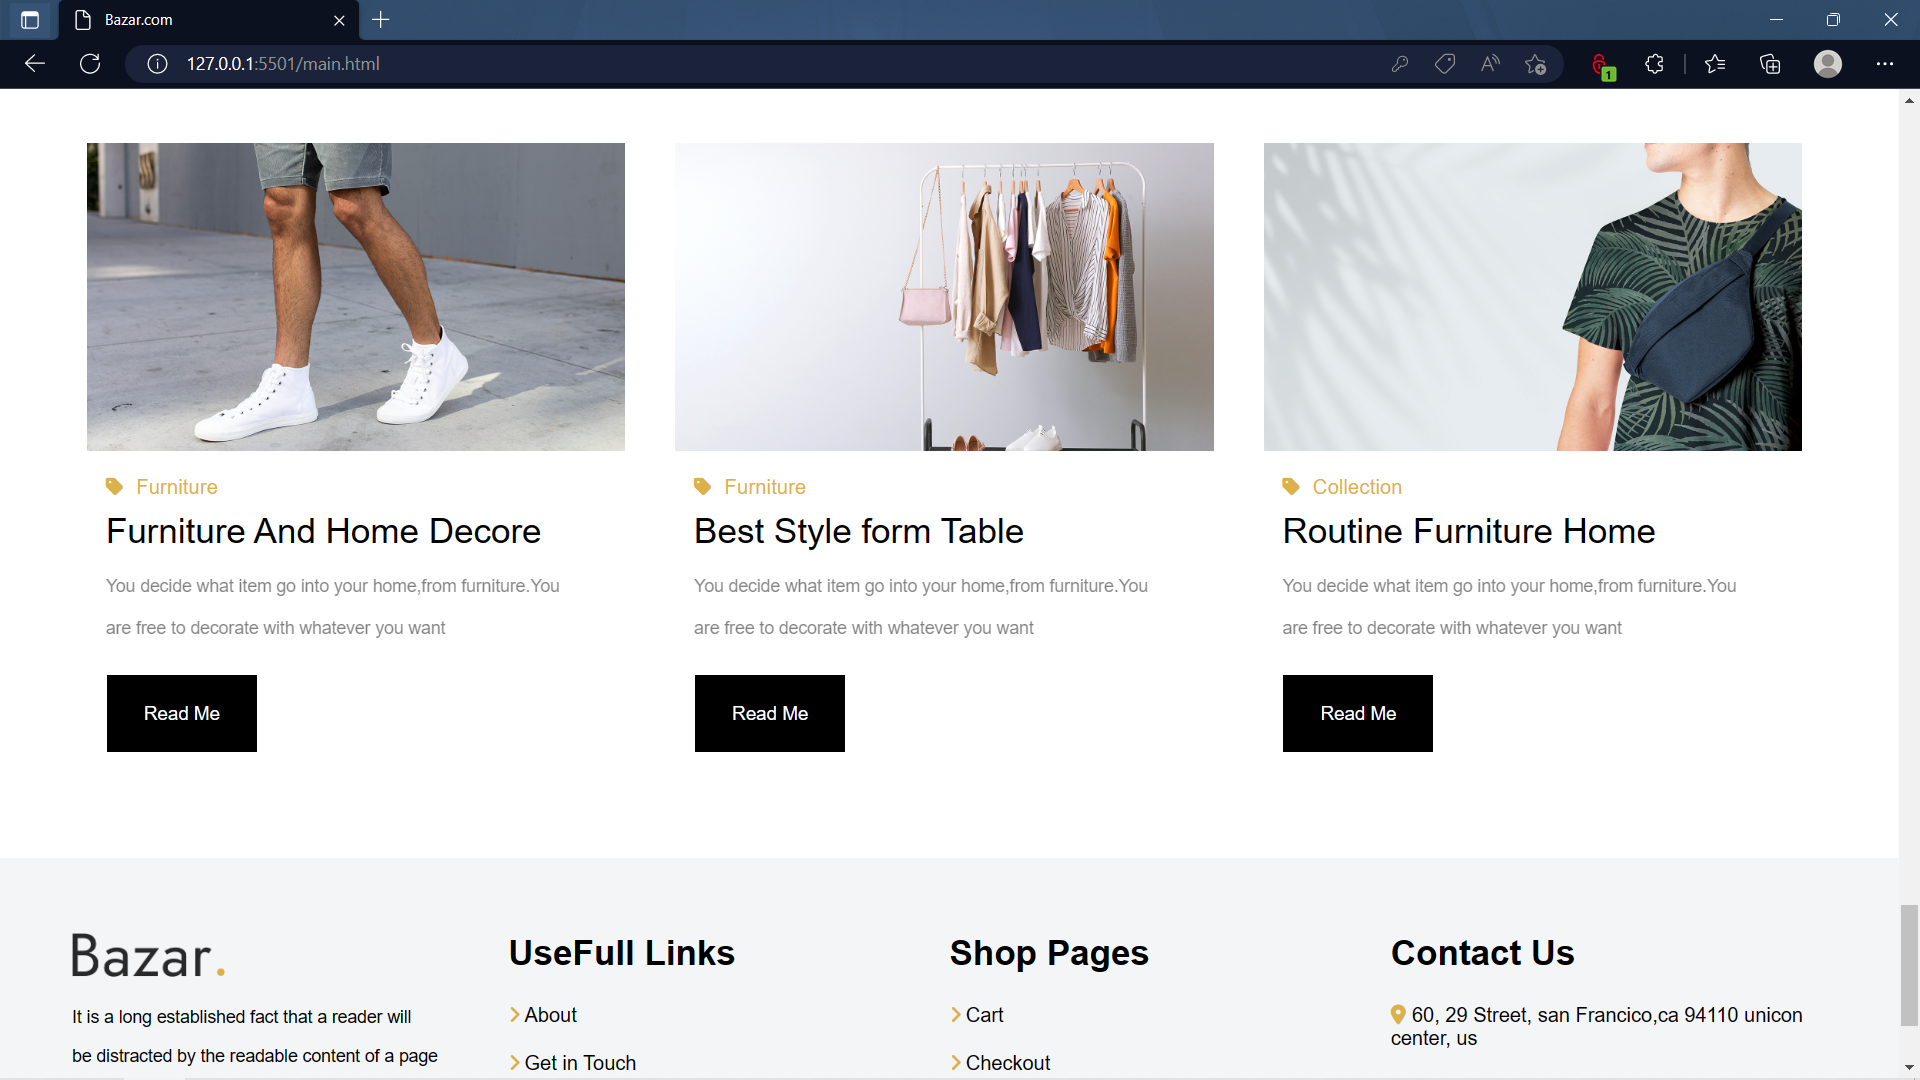 Bazar.com
127.0.0.1:5501/main.html
1
Furniture
Furniture And Home Decore
You decide what item go into your home,from furniture.You
are free to decorate with whatever you want
Read Me
Furniture
Best Style form Table
You decide what item go into your home,from furniture.You
are free to decorate with whatever you want
Read Me
Collection
Routine Furniture Home
You decide what item go into your home,from furniture.You
are free to decorate with whatever you want
Read Me
Bazar.
It is a long established fact that a reader will
be distracted by the readable content of a page
UseFull Links
About
Get in Touch
Shop Pages
Cart
Checkout
Contact Us
60, 29 Street, san Francico,ca 94110 unicon
center, us